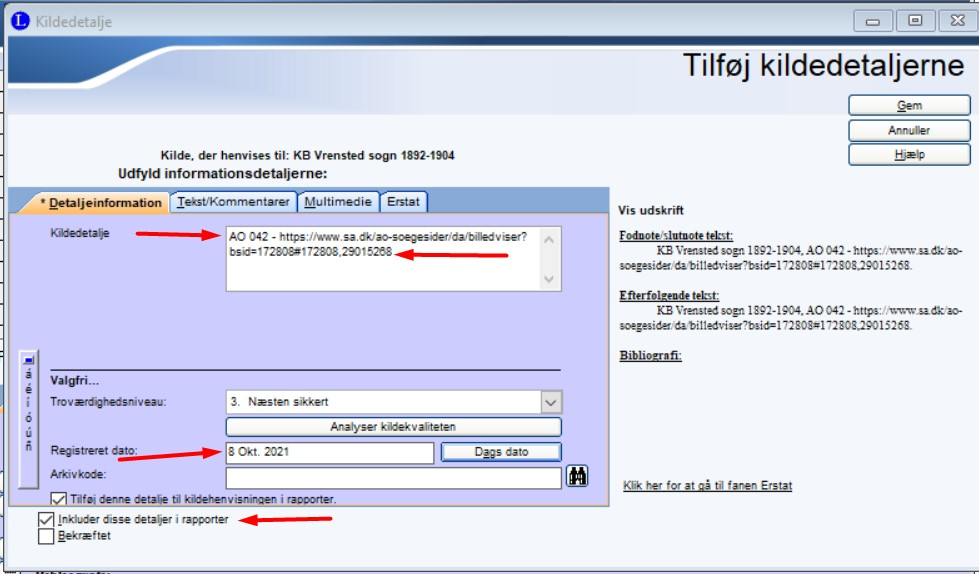 L Kildedetalje
Tilføj kildedetaljerne
Gem
Annuller
Hjælp
Kilde, der henvises til: KB Vrensted sogn 1892-1904
Udfyld informationsdetaljerne:
* Detaljeinformation Tekst/Kommentarer Multimedie Erstat
Kildedetalje
AO 042 - https://www.sa.dk/ao-soegesider/da/billedviser?
bsid=172808#172808,29015268
Vis udskrift
Fodnote/slutnote tekst:
KB Vrensted sogn 1892-1904, AO 042 - https://www.sa.dk/ao-
soegesider/da/billedviser?bsid=172808#172808,29015268.
Efterfølgende tekst:
KB Vrensted sogn 1892-1904, AO 042 - https://www.sa.dk/ao-
soegesider/da/billedviser?bsid=172808#172808,29015268.
Bibliografi:
á
é
í
ó
ú
ñ
Valgfri...
Troværdighedsniveau: 3. Næsten sikkert
Analyser kildekvaliteten
Registreret dato: 8 Okt. 2021 Dags dato
Arkivkode:
Tilføj denne detalje til kildehenvisningen i rapporter.
Klik her for at gå til fanen Erstat
Inkluder disse detaljer i rapporter
Bekræftet